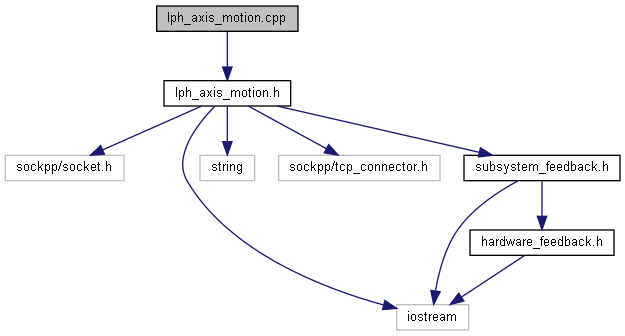 lph_axis_motion.cpp
lph_axis_motion.h
sockpp/socket.h
string
sockpp/tcp_connector.h
subsystem_feedback.h
hardware_feedback.h
iostream